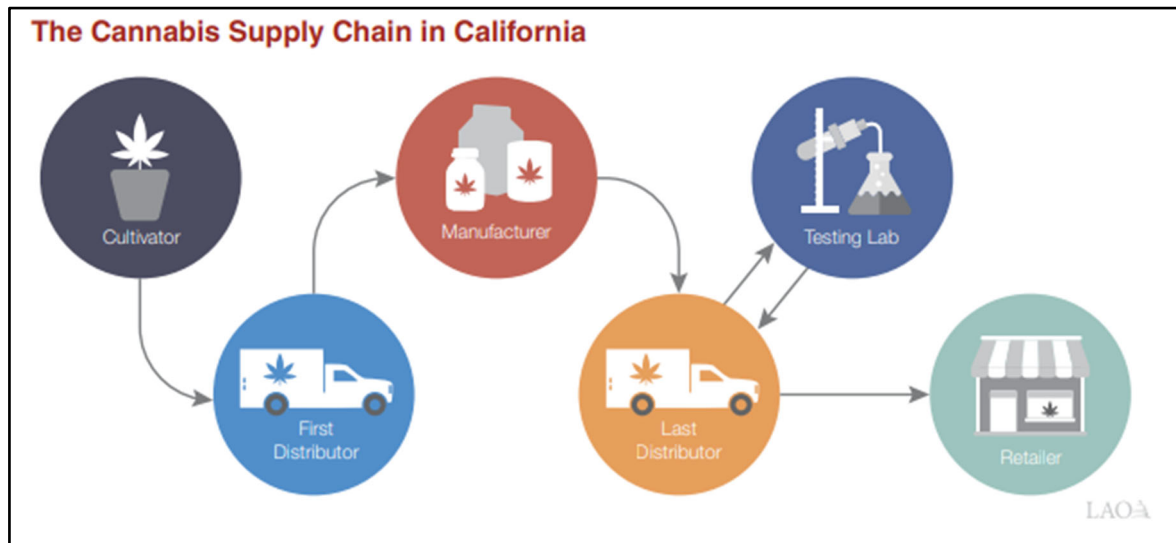 The Cannabis Supply Chain in California
Cultivator
Manufacturer
Testing Lab
First
Distributor
Last
Distributor
Retailer
LAO